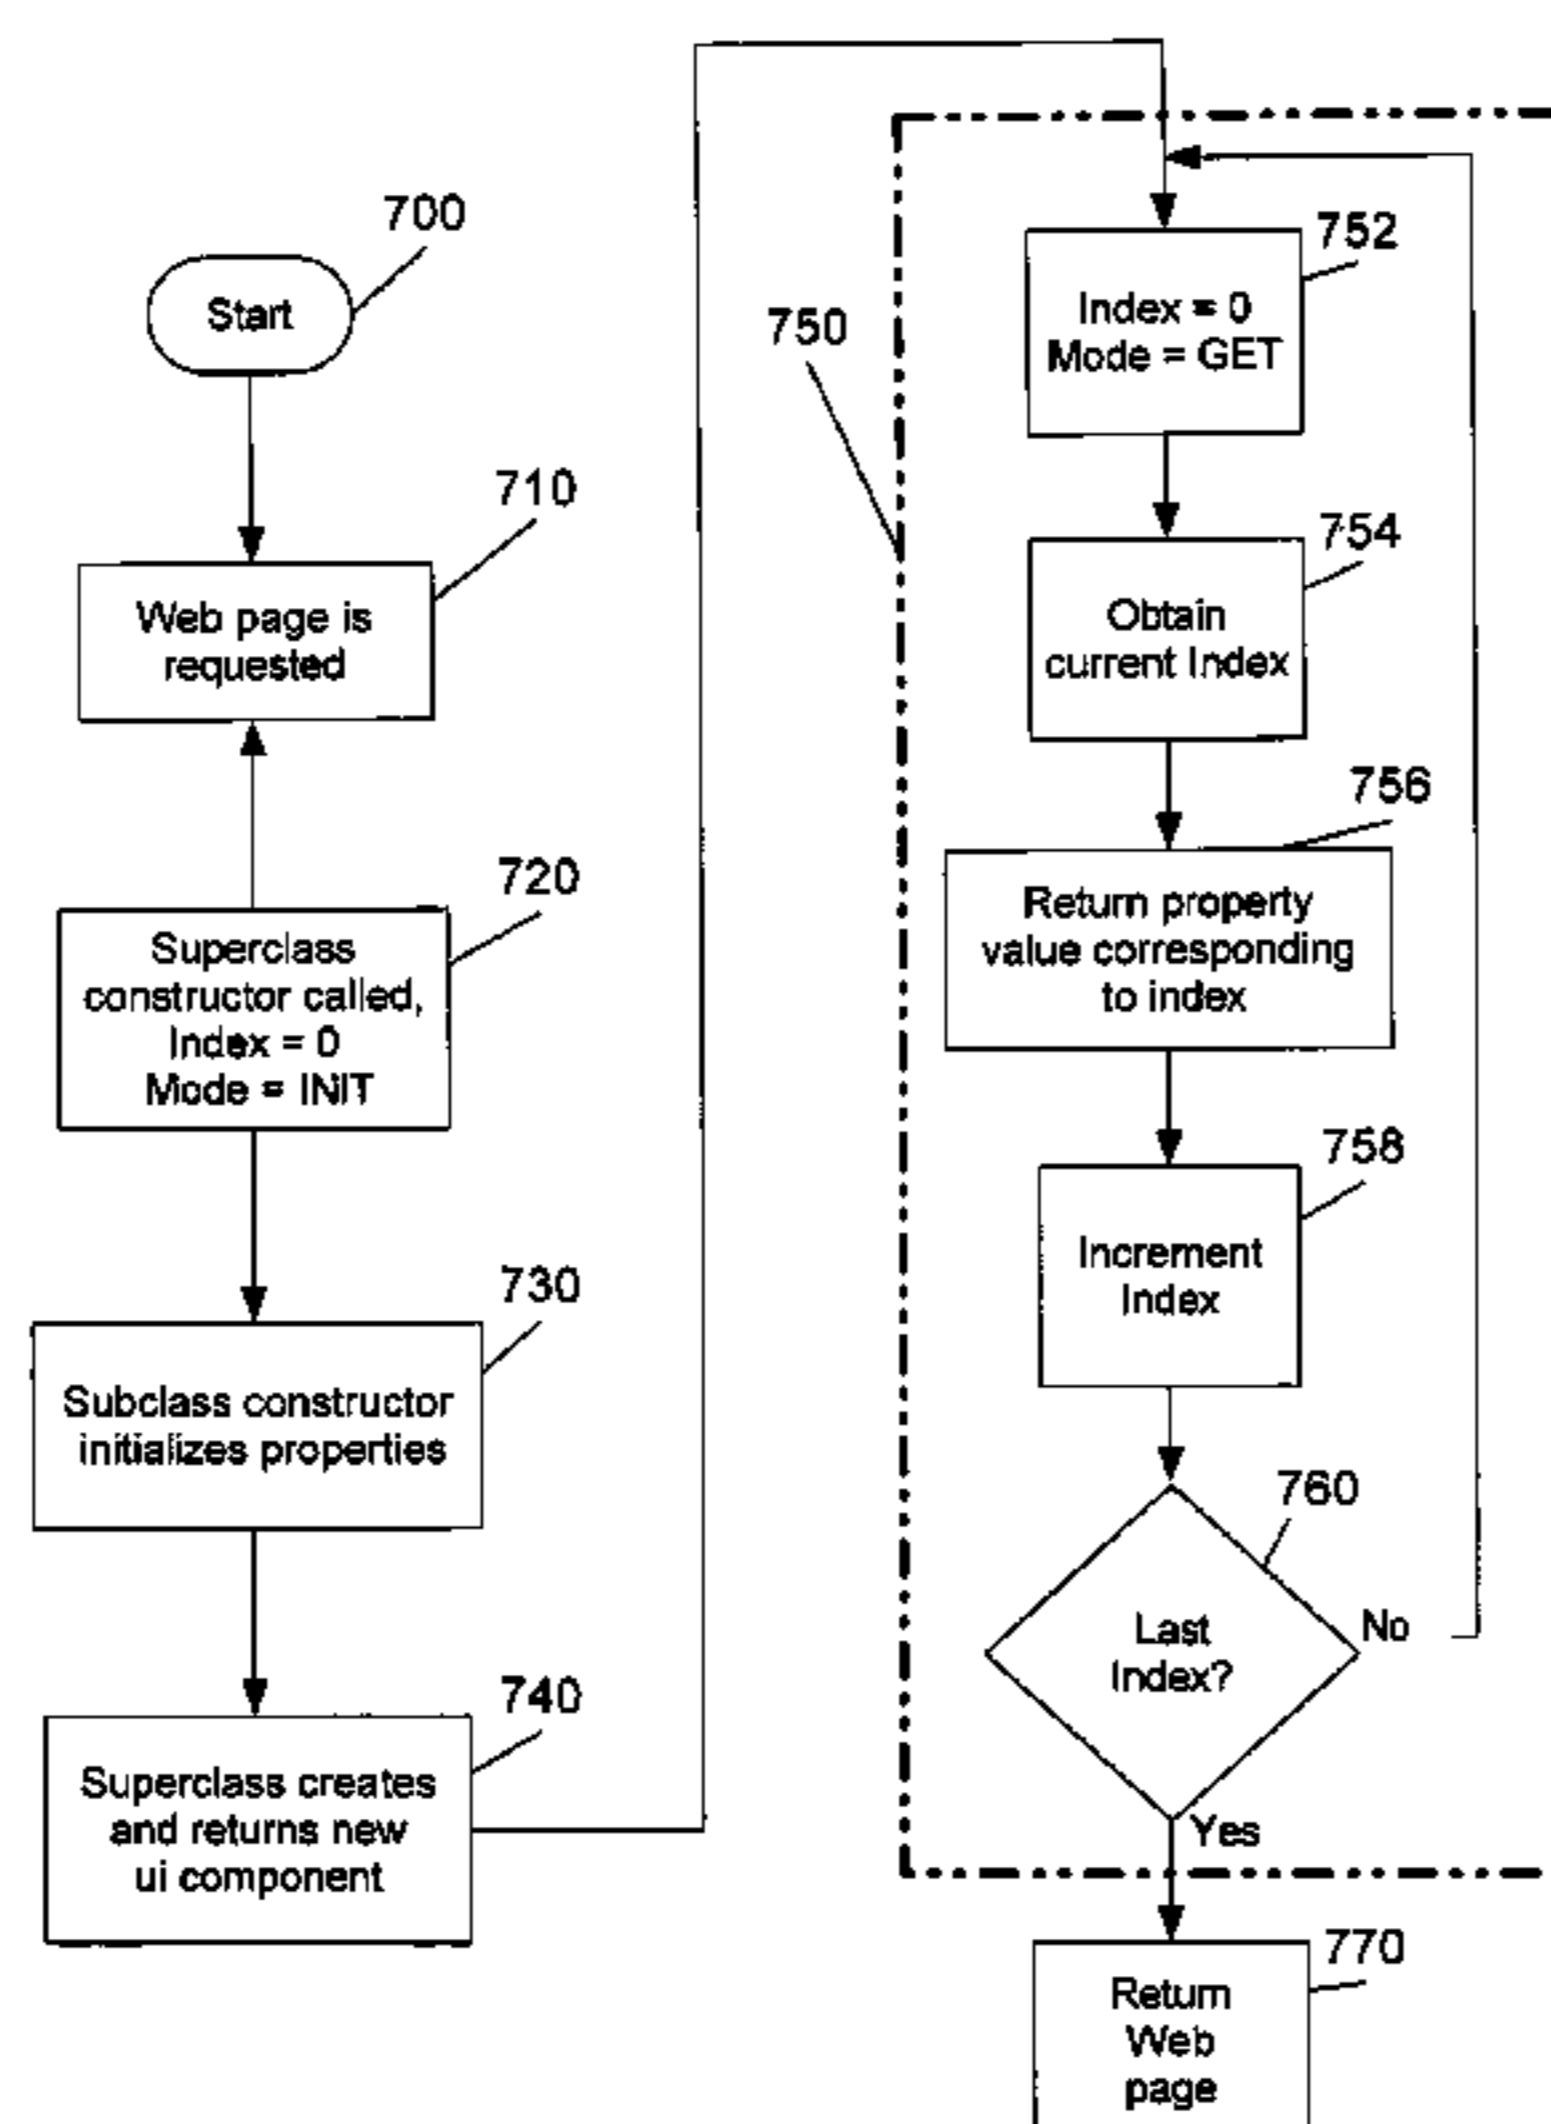 700
Start
710
Web page is
requested
720
Superclass
constructor called,
Index = 0
Mode = INIT
730
Subclass constructor
initializes properties
740
Superclass creates
and returns new
ui component
750
752
Index = 0
Mode = GET
754
Obtain
current Index
756
Return property
value corresponding
to index
758
Increment
Index
760
Last
Index?
No
Yes
770
Return
Web
page